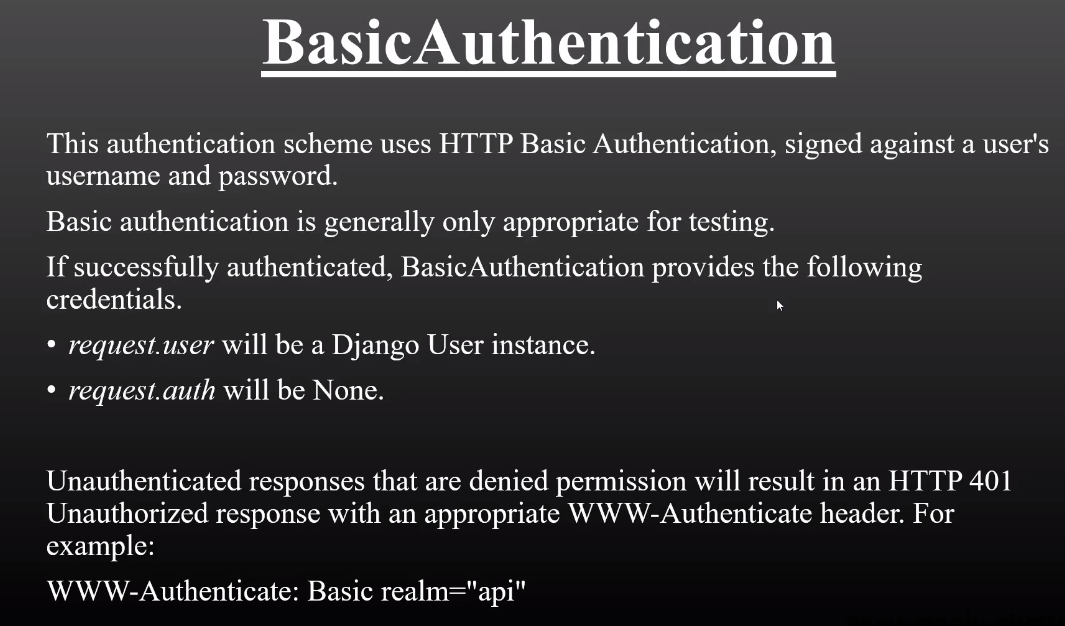 BasicAuthentication
This authentication scheme uses HTTP Basic Authentication, signed against a user's
username and password.
Basic authentication is generally only appropriate for testing.
If successfully authenticated, BasicAuthentication provides the following
credentials.
• request.user will be a Django User instance.
• request.auth will be None.
Unauthenticated responses that are denied permission will result in an HTTP 401
Unauthorized response with an appropriate WWW-Authenticate header. For
example:
WWW-Authenticate: Basic realm="api"